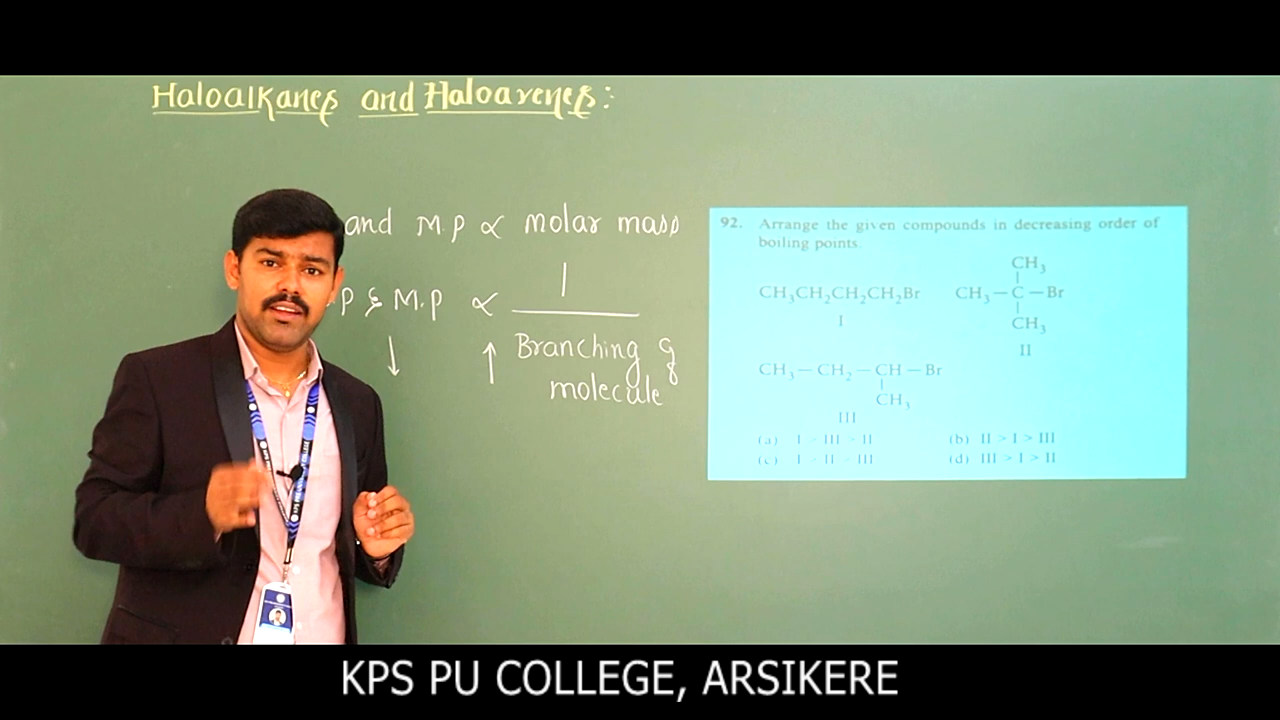 Haloalkanes and Haloarenes:
and M.p ∝ molar mass
p & M.p ∝ 1
↓ ↑ Branching of
molecule
92. Arrange the given compounds in decreasing order of
boiling points.
CH3CH2CH2CH2Br
I
CH3
CH3—C—Br
CH3
II
CH3—CH2—CH—Br
CH3
III
(a) I > III > II (b) II > I > III
(c) I > II > III (d) III > I > II
KPS PU COLLEGE, ARSIKERE